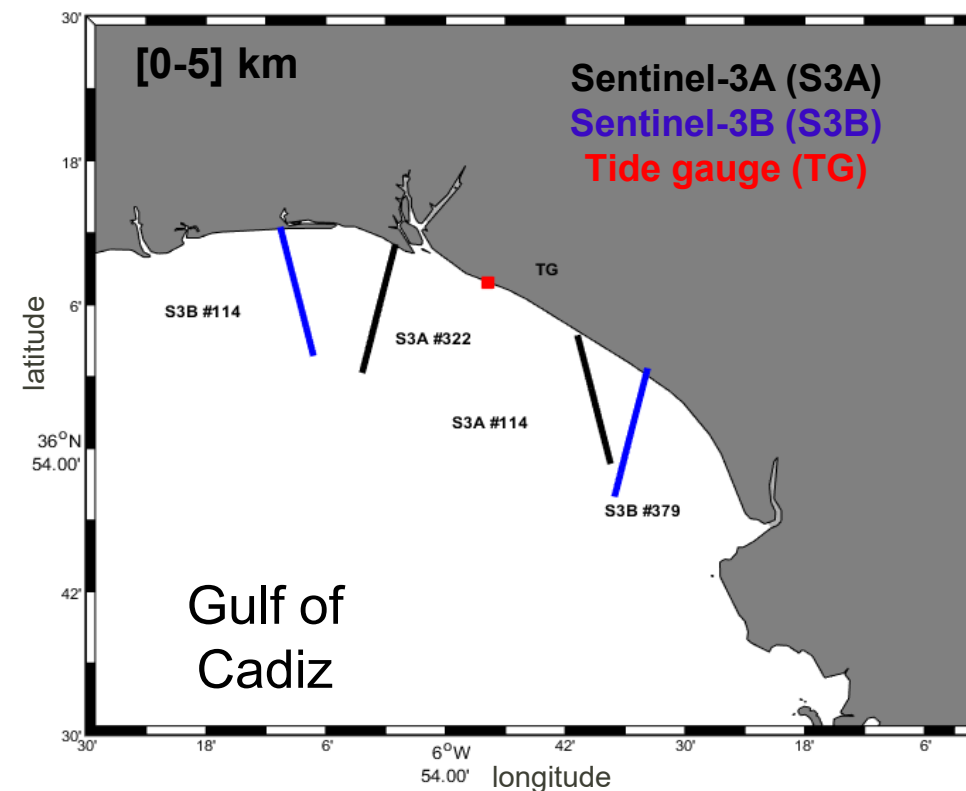 30'
[0-5] km
Sentinel-3A (S3A)
Sentinel-3B (S3B)
Tide gauge (TG)
18'
TG
6'
S3B #114
S3A #322
latitude
S3A #114
36°N
54.00'
S3B #379
42'
Gulf of
Cadiz
30'
30'
18'
6'
6°W
54.00'
42'
30'
18'
6'
longitude